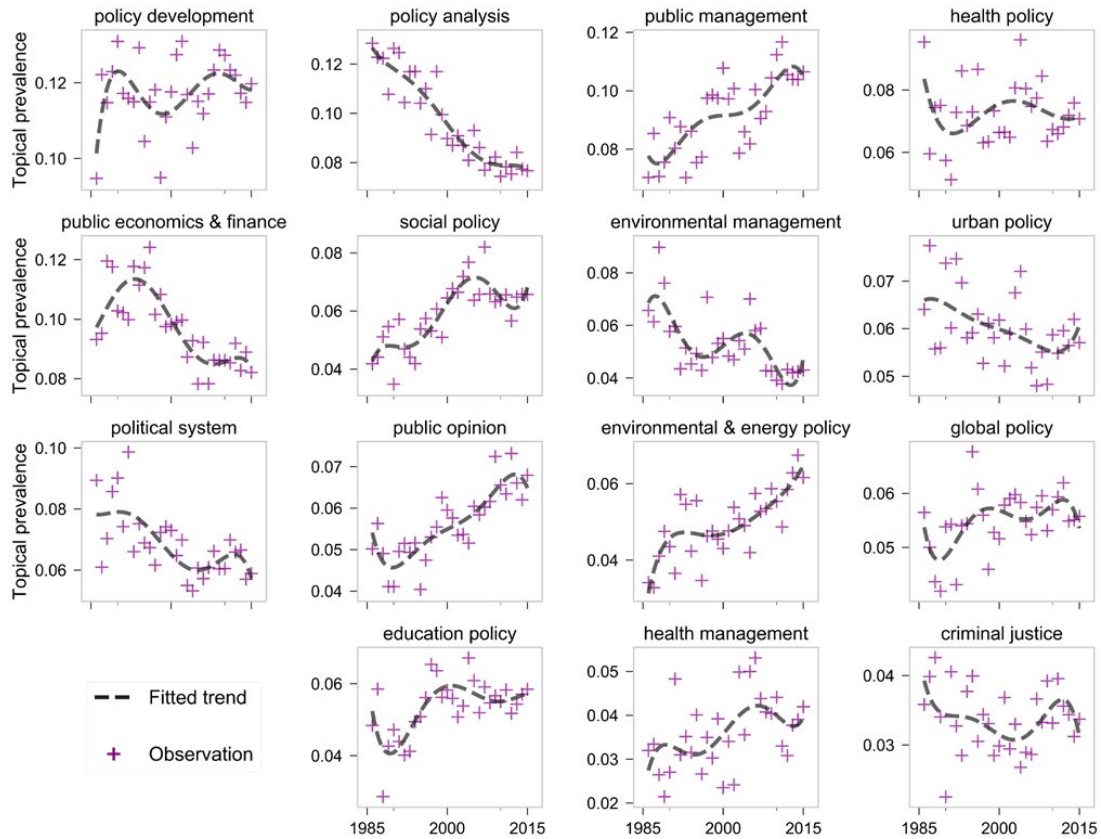 policy development
policy analysis
public management
health policy
Topical prevalence
0.12
0.10
0.12
0.10
0.08
0.12
0.10
0.08
0.08
0.06
public economics & finance
social policy
environmental management
urban policy
Topical prevalence
0.12
0.10
0.08
0.08
0.06
0.04
0.08
0.06
0.04
0.07
0.06
0.05
political system
public opinion
environmental & energy policy
global policy
Topical prevalence
0.10
0.08
0.06
0.07
0.06
0.05
0.04
0.06
0.04
0.06
0.05
education policy
health management
criminal justice
Fitted trend
Observation
0.06
0.04
0.05
0.04
0.03
0.02
0.04
0.03
1985 2000 2015
1985 2000 2015
1985 2000 2015